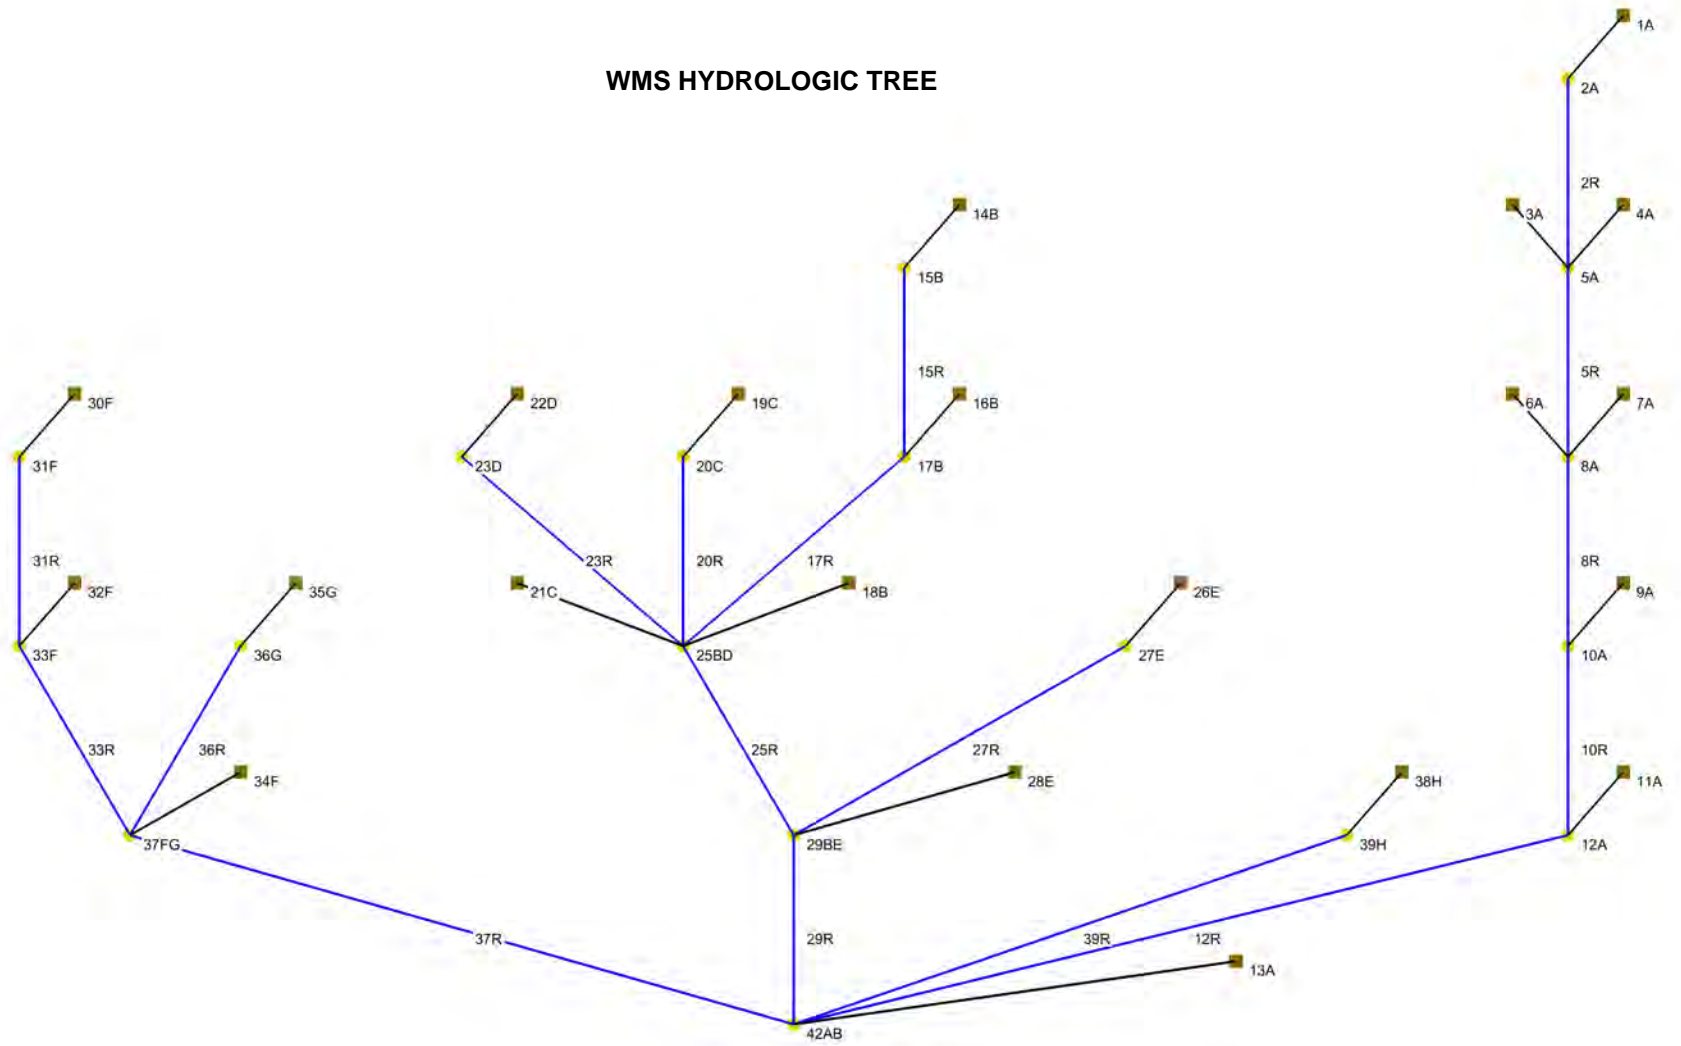 1A
WMS HYDROLOGIC TREE
2A
2R
14B
3A
4A
15B
5A
15R
5R
30F
22D
19C
16B
6A
7A
31F
23D
20C
17B
8A
31R
23R
20R
17R
8R
32F
35G
21C
18B
26E
9A
33F
36G
25BD
27E
10A
33R
36R
25R
27R
10R
34F
28E
38H
11A
37FG
29BE
39H
12A
37R
29R
39R
12R
13A
42AB